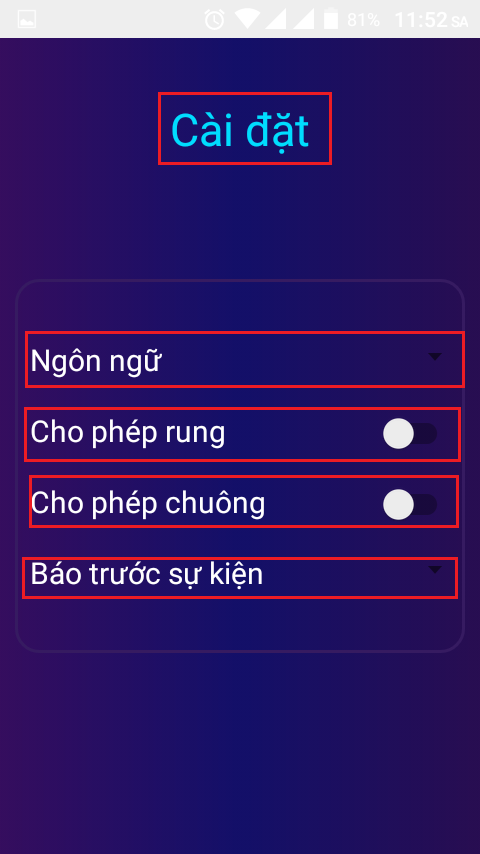 81% 11:52 SA
Cài đặt
Ngôn ngữ
Cho phép rung
Cho phép chuông
Báo trước sự kiện